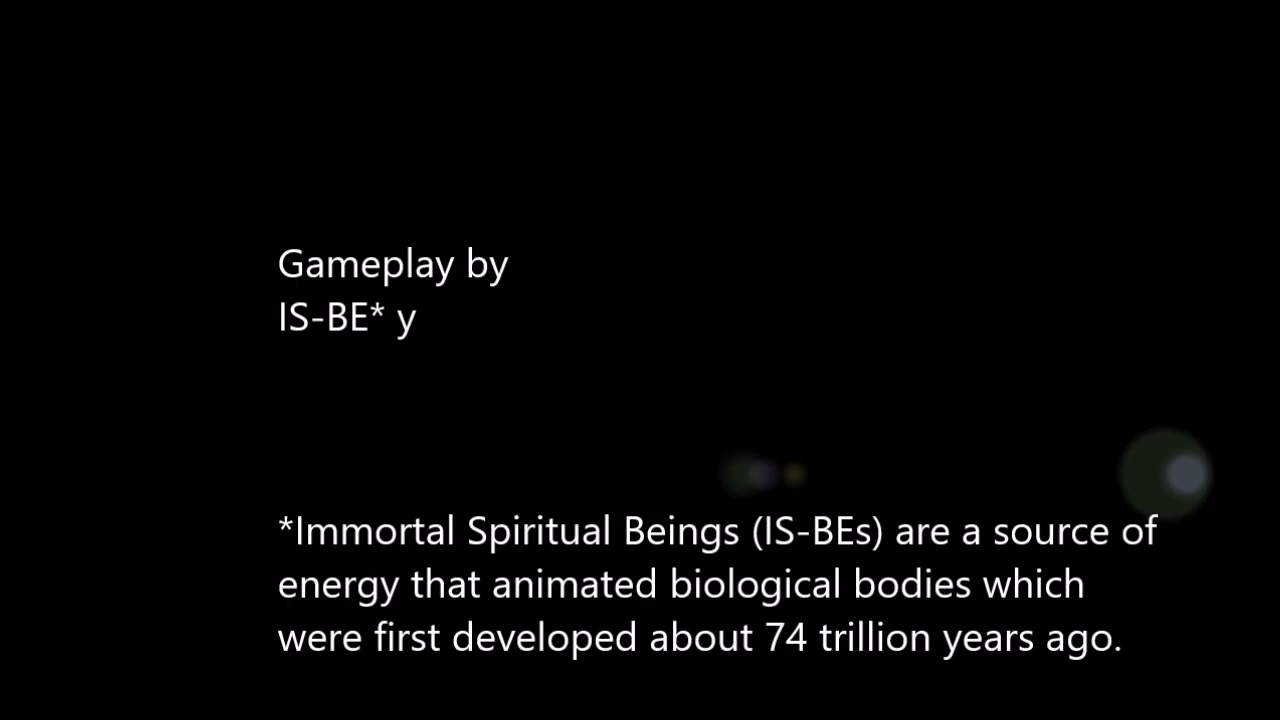 Gameplay by
IS-BE* y
*Immortal Spiritual Beings (IS-BEs) are a source of
energy that animated biological bodies which
were first developed about 74 trillion years ago.